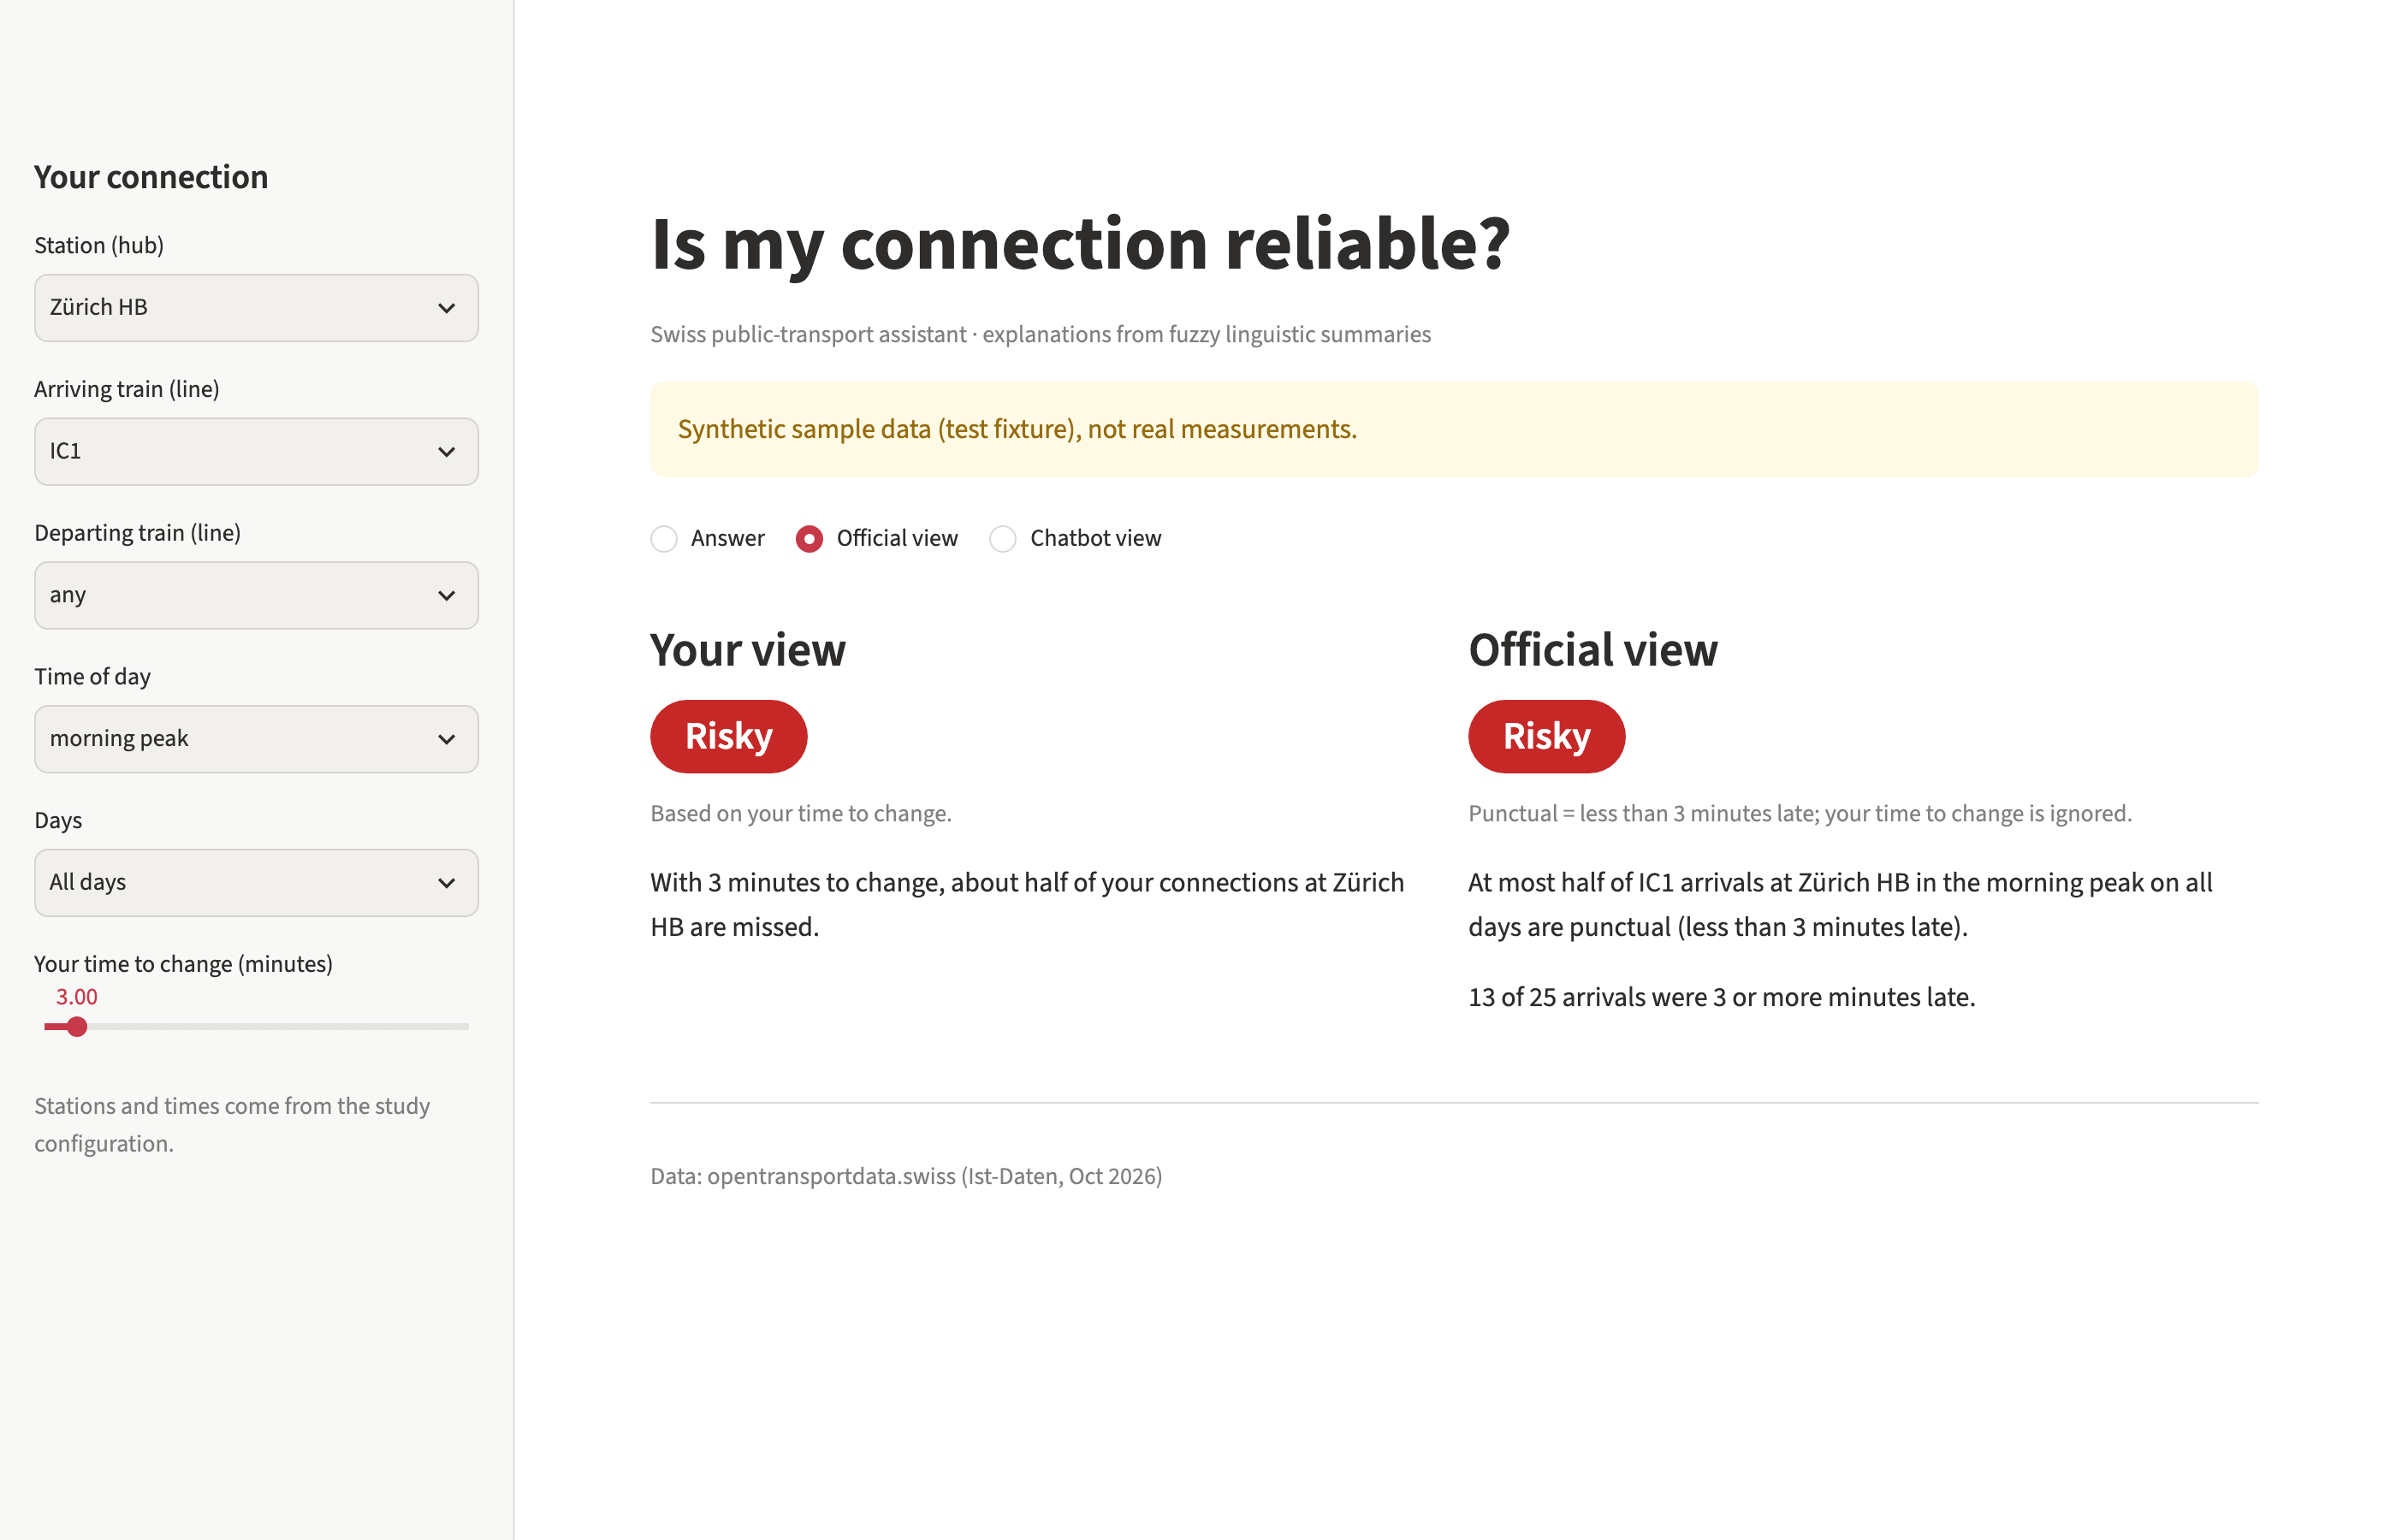 Your connection
Station (hub)
Zürich HB
Arriving train (line)
IC1
Departing train (line)
any
Time of day
morning peak
Days
All days
Your time to change (minutes)
3.00
Stations and times come from the study
configuration.
Is my connection reliable?
Swiss public-transport assistant · explanations from fuzzy linguistic summaries
Synthetic sample data (test fixture), not real measurements.
Answer
Official view
Chatbot view
Your view
Risky
Based on your time to change.
With 3 minutes to change, about half of your connections at Zürich
HB are missed.
Official view
Risky
Punctual = less than 3 minutes late; your time to change is ignored.
At most half of IC1 arrivals at Zürich HB in the morning peak on all
days are punctual (less than 3 minutes late).
13 of 25 arrivals were 3 or more minutes late.
Data: opentransportdata.swiss (Ist-Daten, Oct 2026)